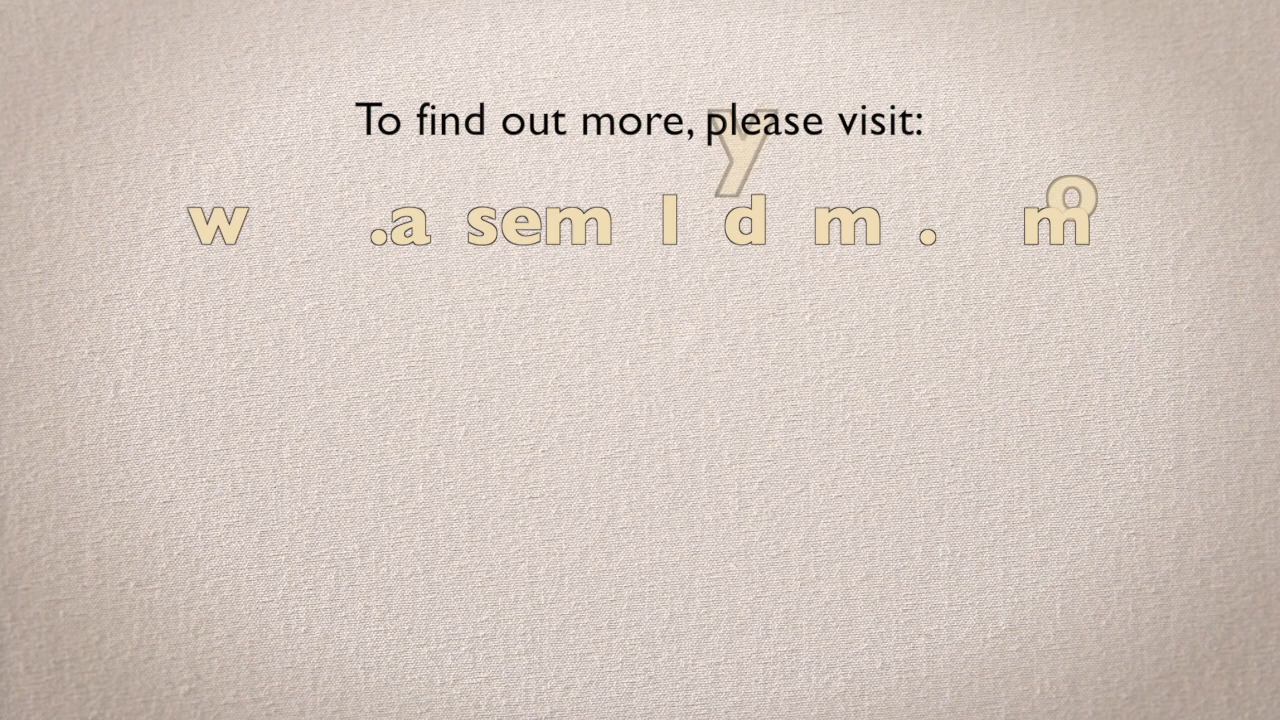 To find out more, please visit:
w .a sem l d y m . m o